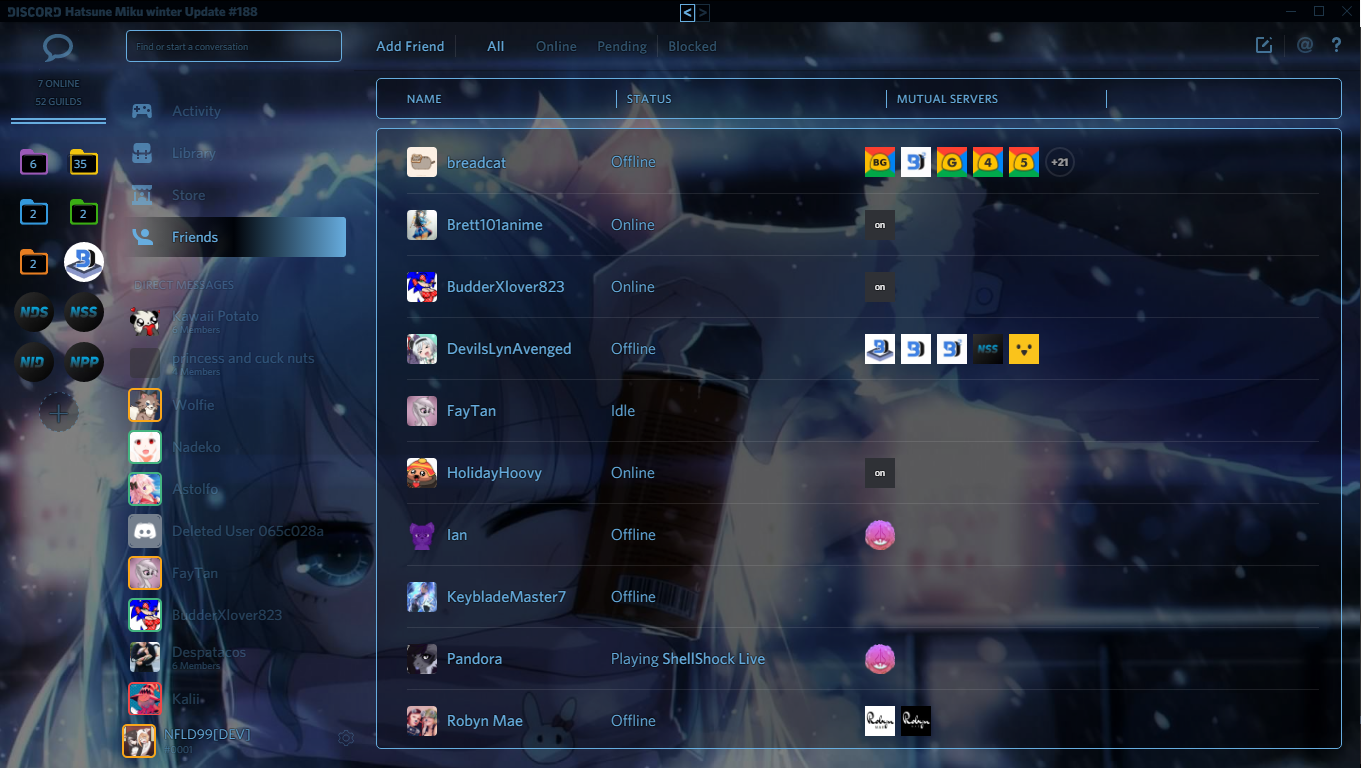 DISCORD Hatsune Miku winter Update #188
< >
7 ONLINE
52 GUILDS
6
35
2
2
2
NDS
NSS
NID
NPP
Find or start a conversation
Activity
Library
Store
Friends
DIRECT MESSAGES
Kawaii Potato
6 Members
princess and cuck nuts
Members
Wolfie
Nadeko
Astolfo
Deleted User 065c028a
FayTan
BudderXlover823
Despatacos
6 Members
Kalii
NFLD99[DEV]
#0001
Add Friend All Online Pending Blocked @ ?
NAME STATUS MUTUAL SERVERS
breadcat Offline BG G 4 5 +21
Brett101anime Online on
BudderXlover823 Online on
DevilsLynAvenged Offline NSS
FayTan Idle
HolidayHoovy Online on
Ian Offline
KeybladeMaster7 Offline
Pandora Playing ShellShock Live
Robyn Mae Offline Robyn Robyn